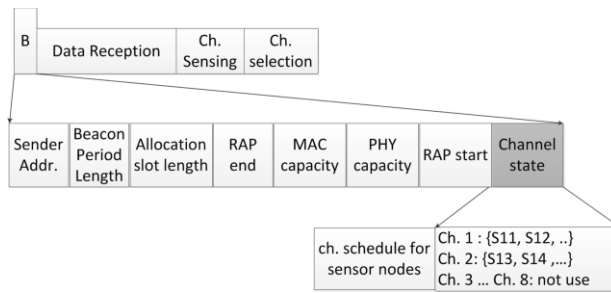 B
Data Reception
Ch.
Sensing
Ch.
selection
Sender
Addr.
Beacon
Period
Length
Allocation
slot length
RAP
end
MAC
capacity
PHY
capacity
RAP start
Channel
state
ch. schedule for
sensor nodes
Ch. 1 : {S11, S12, ..}
Ch. 2: {S13, S14 ,...}
Ch. 3 ... Ch. 8: not use